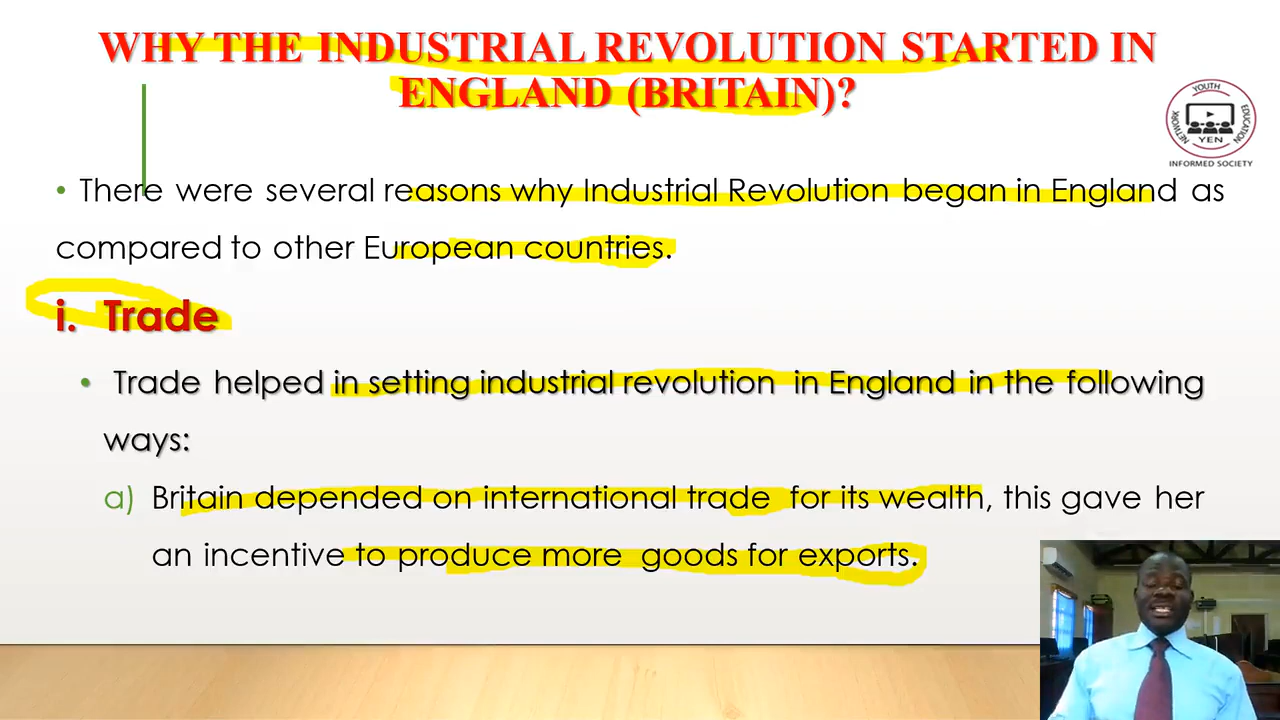 WHY THE INDUSTRIAL REVOLUTION STARTED IN
ENGLAND (BRITAIN)?
YOUTH
EDUCATION
NETWORK
YEN
INFORMED SOCIETY
• There were several reasons why Industrial Revolution began in England as
compared to other European countries.
i. Trade
• Trade helped in setting industrial revolution in England in the following
ways:
a) Britain depended on international trade for its wealth, this gave her
an incentive to produce more goods for exports.